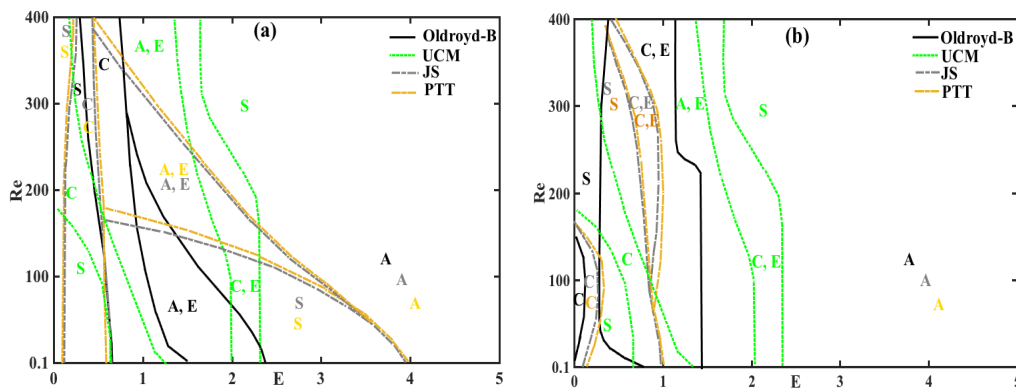 (a)
Oldroyd-B
UCM
JS
PTT
S
S
C
A, E
S
C
C
S
A, E
A, E
C
S
A, E
C, E
S
S
A
A
A
Re
400
300
200
100
0.1
0
1
2
3
4
5
E
(b)
Oldroyd-B
UCM
JS
PTT
C, E
S
S
C,E
C,E
A, E
S
S
C
C, E
C
C
C
S
A
A
A
Re
400
300
200
100
0.1
0
1
2
3
4
5
E